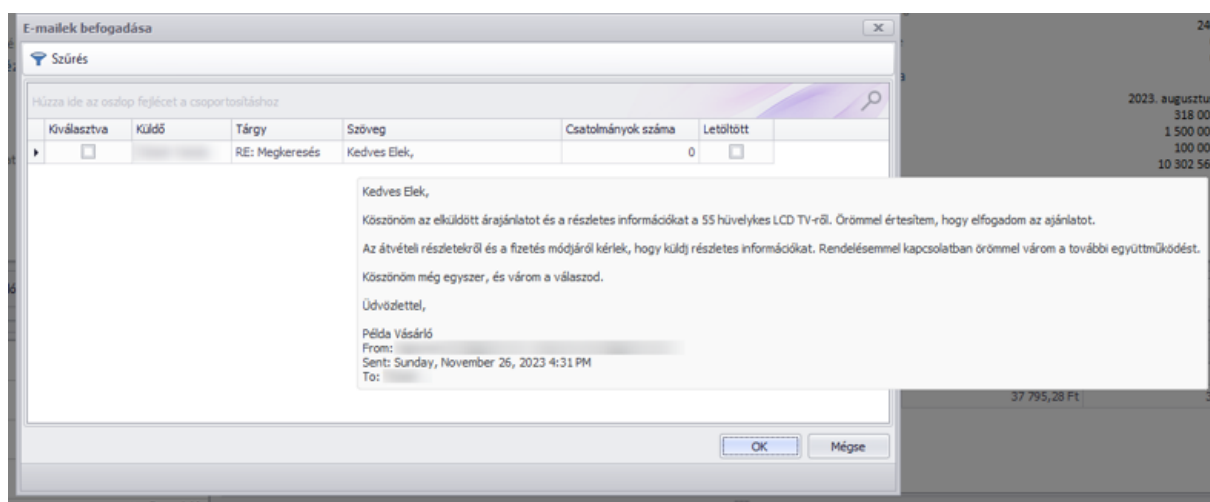 E-mailek befogadása
24
Szűrés
Húzza ide az oszlop fejlécet a csoportosításhoz
2023. augusztu
318 00
1 500 00
100 00
10 302 56
Kiválasztva Küldő Tárgy Szöveg Csatolmányok száma Letöltött
RE: Megkeresés Kedves Elek, 0
Kedves Elek,
Köszönöm az elküldött árajánlatot és a részletes információkat a 55 hüvelykes LCD TV-ről. Örömmel értesítem, hogy elfogadom az ajánlatot.
Az átvételi részletekről és a fizetés módjáról kérlek, hogy küldj részletes információkat. Rendelésemmel kapcsolatban örömmel várom a további együttműködést.
Köszönöm még egyszer, és várom a válaszod.
Üdvözlettel,
Példa Vásárló
From:
Sent: Sunday, November 26, 2023 4:31 PM
To:
37 795,28 Ft
OK Mégse